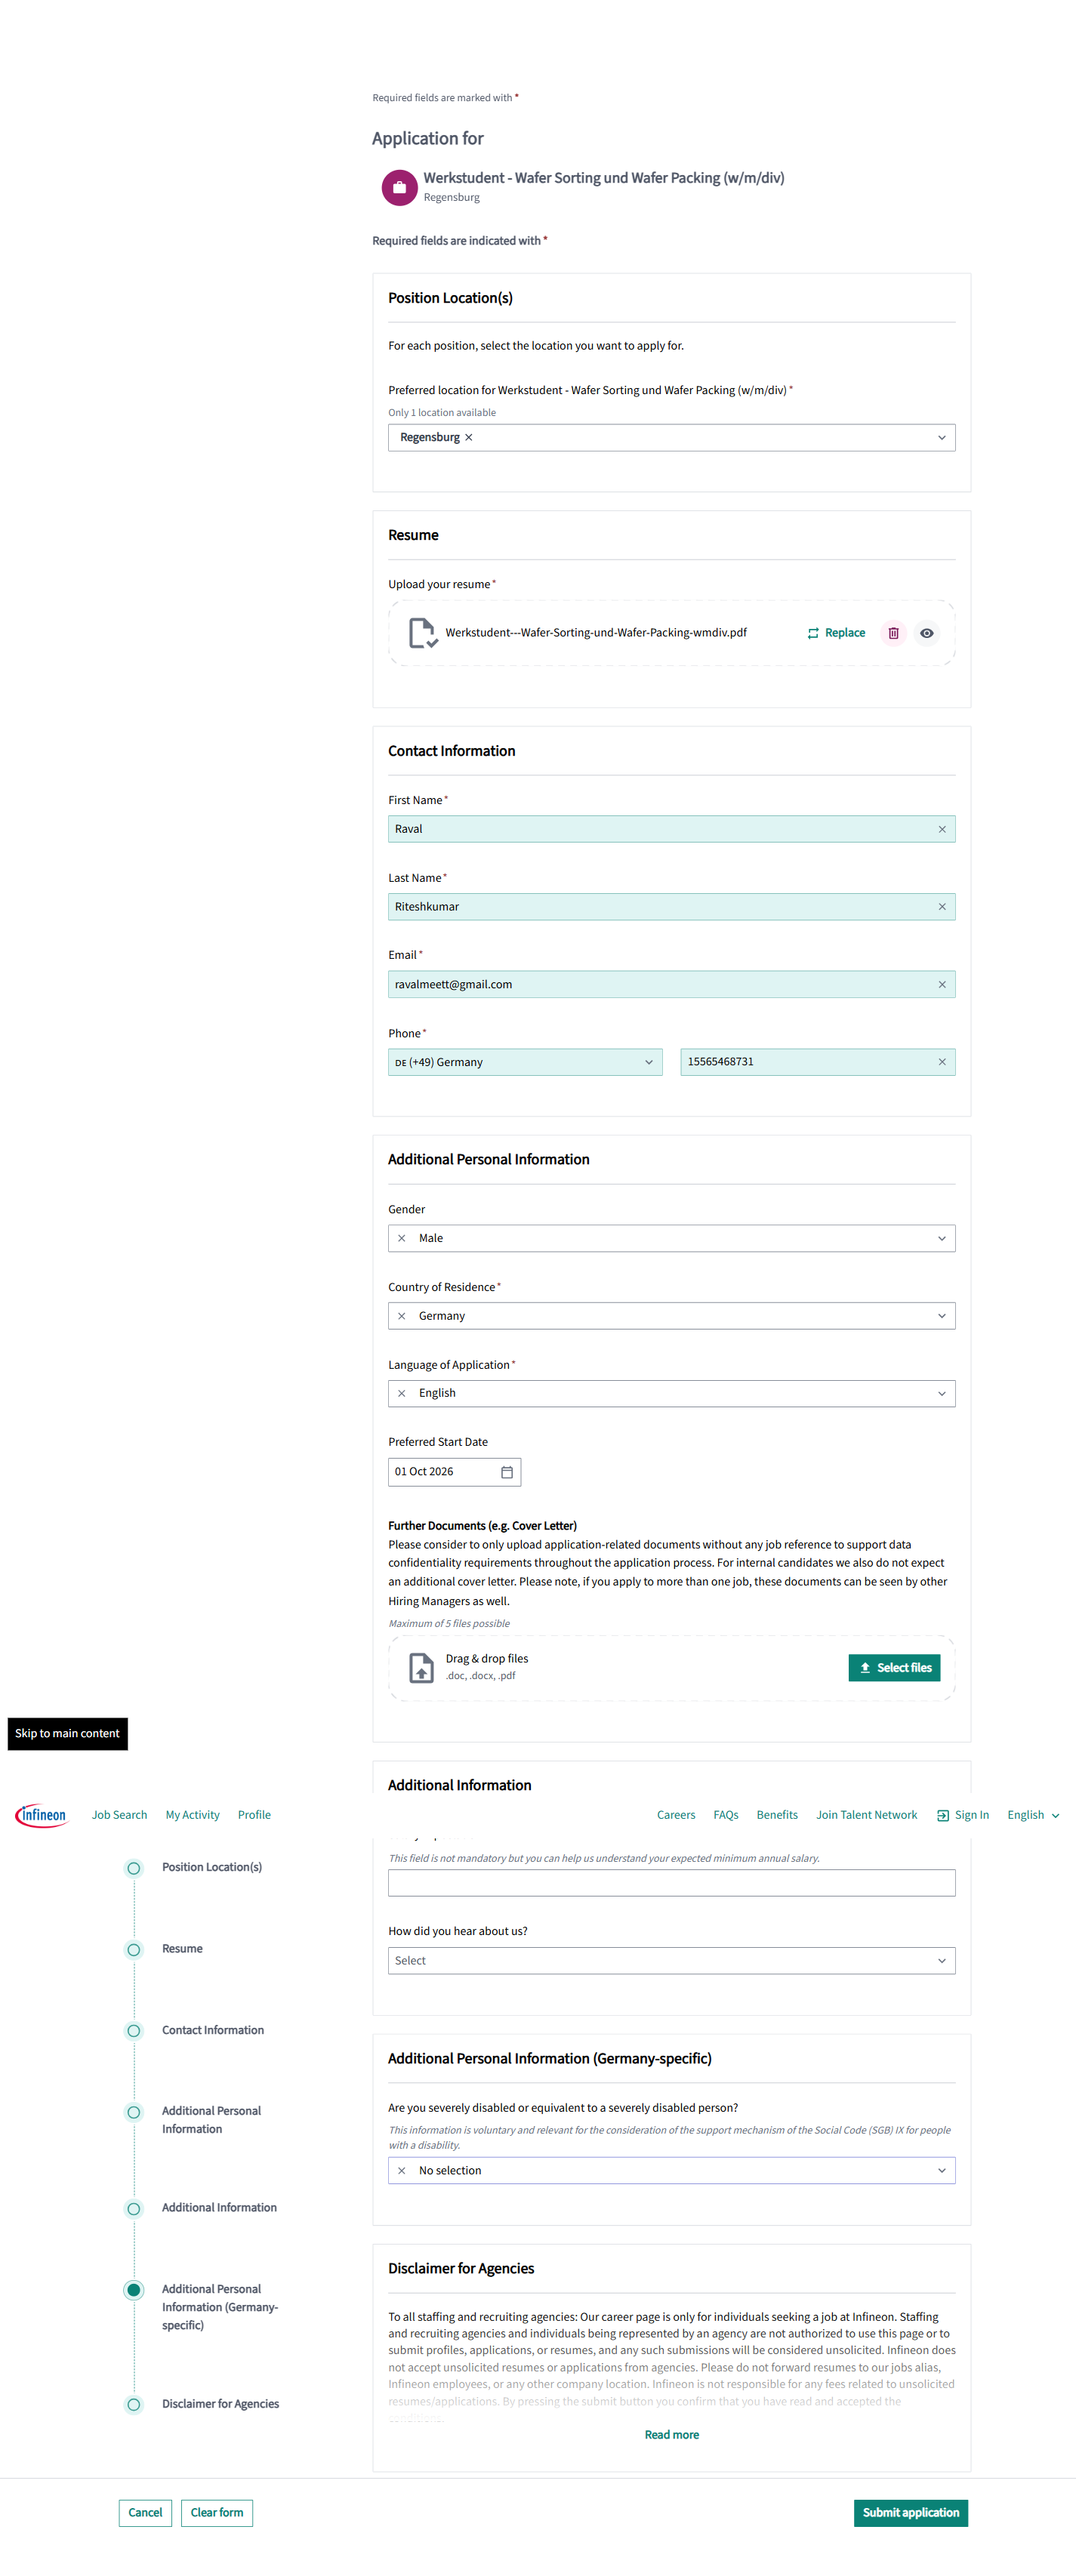 Required fields are marked with *
Application for
Werkstudent - Wafer Sorting und Wafer Packing (w/m/div)
Regensburg
Required fields are indicated with *
Position Location(s)
For each position, select the location you want to apply for.
Preferred location for Werkstudent - Wafer Sorting und Wafer Packing (w/m/div) *
Only 1 location available
Regensburg ×
Resume
Upload your resume *
Werkstudent---Wafer-Sorting-und-Wafer-Packing-wmdiv.pdf
Replace
Contact Information
First Name *
Raval
Last Name *
Riteshkumar
Email *
ravalmeett@gmail.com
Phone *
DE (+49) Germany
15565468731
Additional Personal Information
Gender
Male
Country of Residence *
Germany
Language of Application *
English
Preferred Start Date
01 Oct 2026
Further Documents (e.g. Cover Letter)
Please consider to only upload application-related documents without any job reference to support data
confidentiality requirements throughout the application process. For internal candidates we also do not expect
an additional cover letter. Please note, if you apply to more than one job, these documents can be seen by other
Hiring Managers as well.
Maximum of 5 files possible
Drag & drop files
.doc, .docx, .pdf
Select files
Skip to main content
Additional Information
infineon
Job Search
My Activity
Profile
Careers
FAQs
Benefits
Join Talent Network
Sign In
English
This field is not mandatory but you can help us understand your expected minimum annual salary.
How did you hear about us?
Select
Position Location(s)
Resume
Contact Information
Additional Personal
Information
Additional Information
Additional Personal
Information (Germany-
specific)
Disclaimer for Agencies
Additional Personal Information (Germany-specific)
Are you severely disabled or equivalent to a severely disabled person?
This information is voluntary and relevant for the consideration of the support mechanism of the Social Code (SGB) IX for people
with a disability.
No selection
Disclaimer for Agencies
To all staffing and recruiting agencies: Our career page is only for individuals seeking a job at Infineon. Staffing
and recruiting agencies and individuals being represented by an agency are not authorized to use this page or to
submit profiles, applications, or resumes, and any such submissions will be considered unsolicited. Infineon does
not accept unsolicited resumes or applications from agencies. Please do not forward resumes to our jobs alias,
Infineon employees, or any other company location. Infineon is not responsible for any fees related to unsolicited
resumes/applications. By pressing the submit button you confirm that you have read and accepted the
Read more
Cancel
Clear form
Submit application